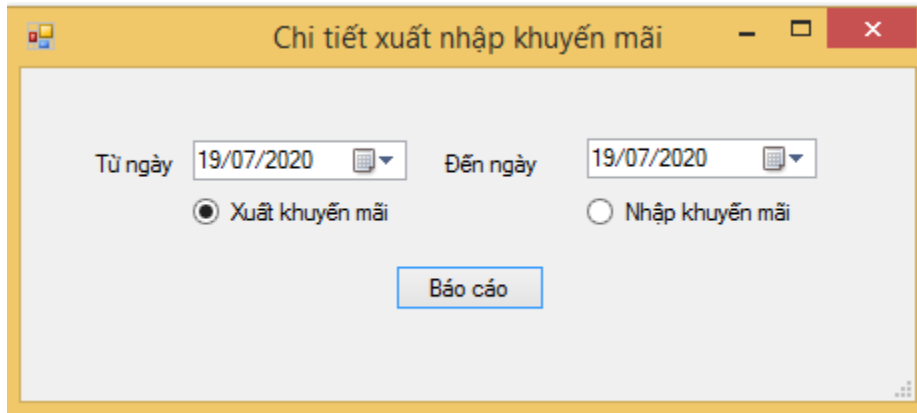 Chi tiết xuất nhập khuyến mãi
Từ ngày 19/07/2020 Đến ngày 19/07/2020
Xuất khuyến mãi Nhập khuyến mãi
Báo cáo